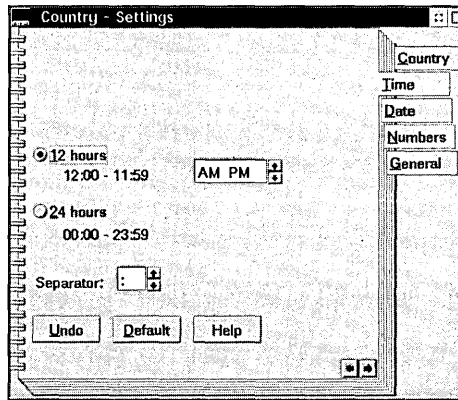 Country - Settings
Country
Time
Date
Numbers
General
12 hours
12:00 - 11:59
AM PM
24 hours
00:00 - 23:59
Separator: :
Undo Default Help